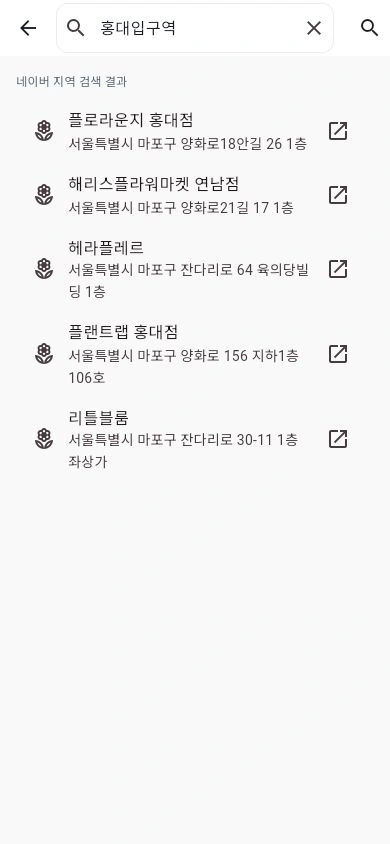 홍대입구역
네이버 지역 검색 결과
플로라운지 홍대점
서울특별시 마포구 양화로18안길 26 1층
해리스플라워마켓 연남점
서울특별시 마포구 양화로21길 17 1층
헤라플레르
서울특별시 마포구 잔다리로 64 육의당빌
딩 1층
플랜트랩 홍대점
서울특별시 마포구 양화로 156 지하1층
106호
리틀블룸
서울특별시 마포구 잔다리로 30-11 1층
좌상가